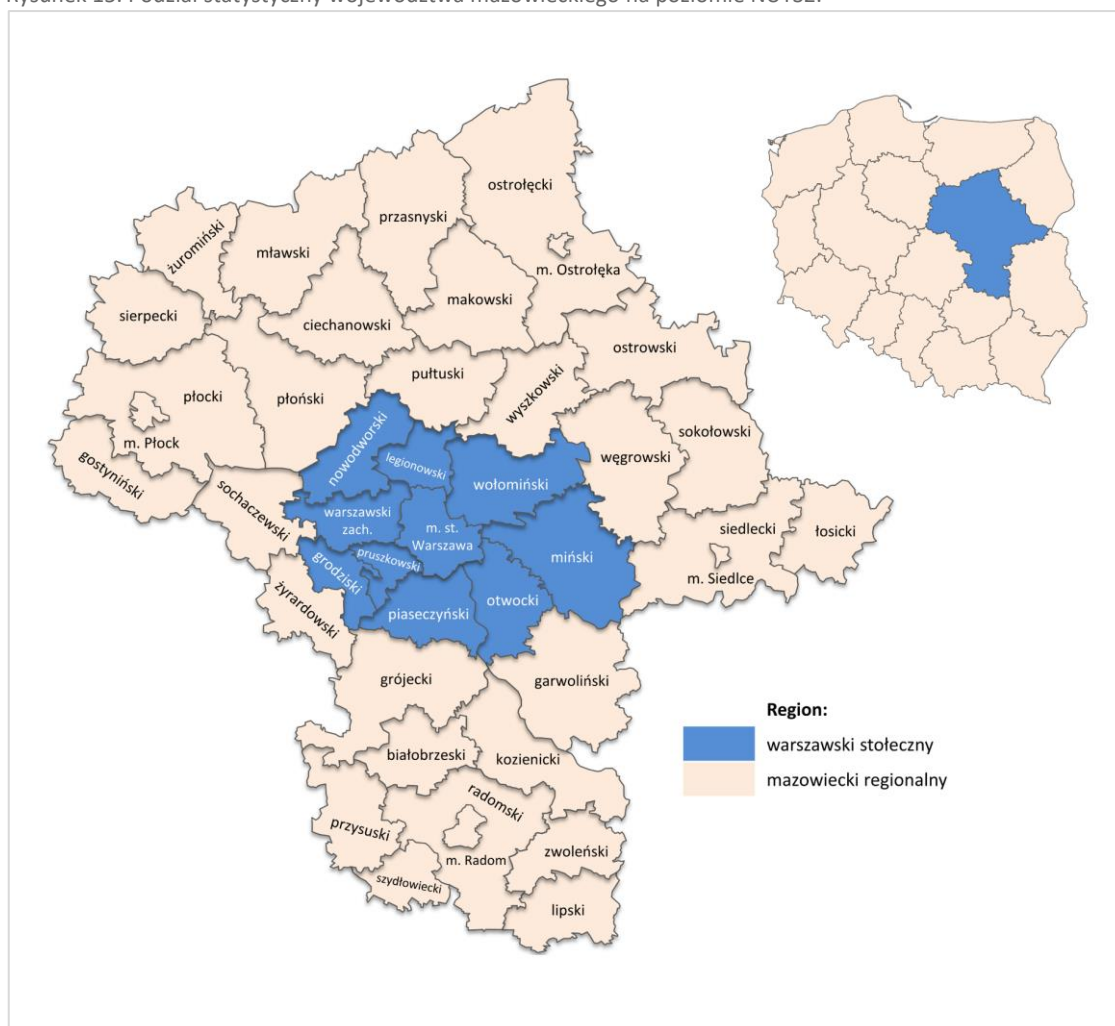 Rysunek 13. Podział statystyczny województwa mazowieckiego na poziomie NUTS2.
ostrołęcki
przasnyski
żuromiński
mławski
m. Ostrołęka
makowski
sierpecki
ciechanowski
ostrowski
pułtuski
wyszkowski
płocki
płoński
m. Płock
nowodworski
sokołowski
gostyniński
legionowski
węgrowski
wołomiński
sochaczewski
warszawski
zach.
m. st.
Warszawa
siedlecki
łosicki
pruszkowski
miński
m. Siedlce
grodziski
otwocki
żyrardowski
piaseczyński
grójecki
garwoliński
Region:
warszawski stołeczny
białobrzeski
kozienicki
mazowiecki regionalny
radomski
przysuski
m. Radom
zwoleński
szydłowiecki
lipski